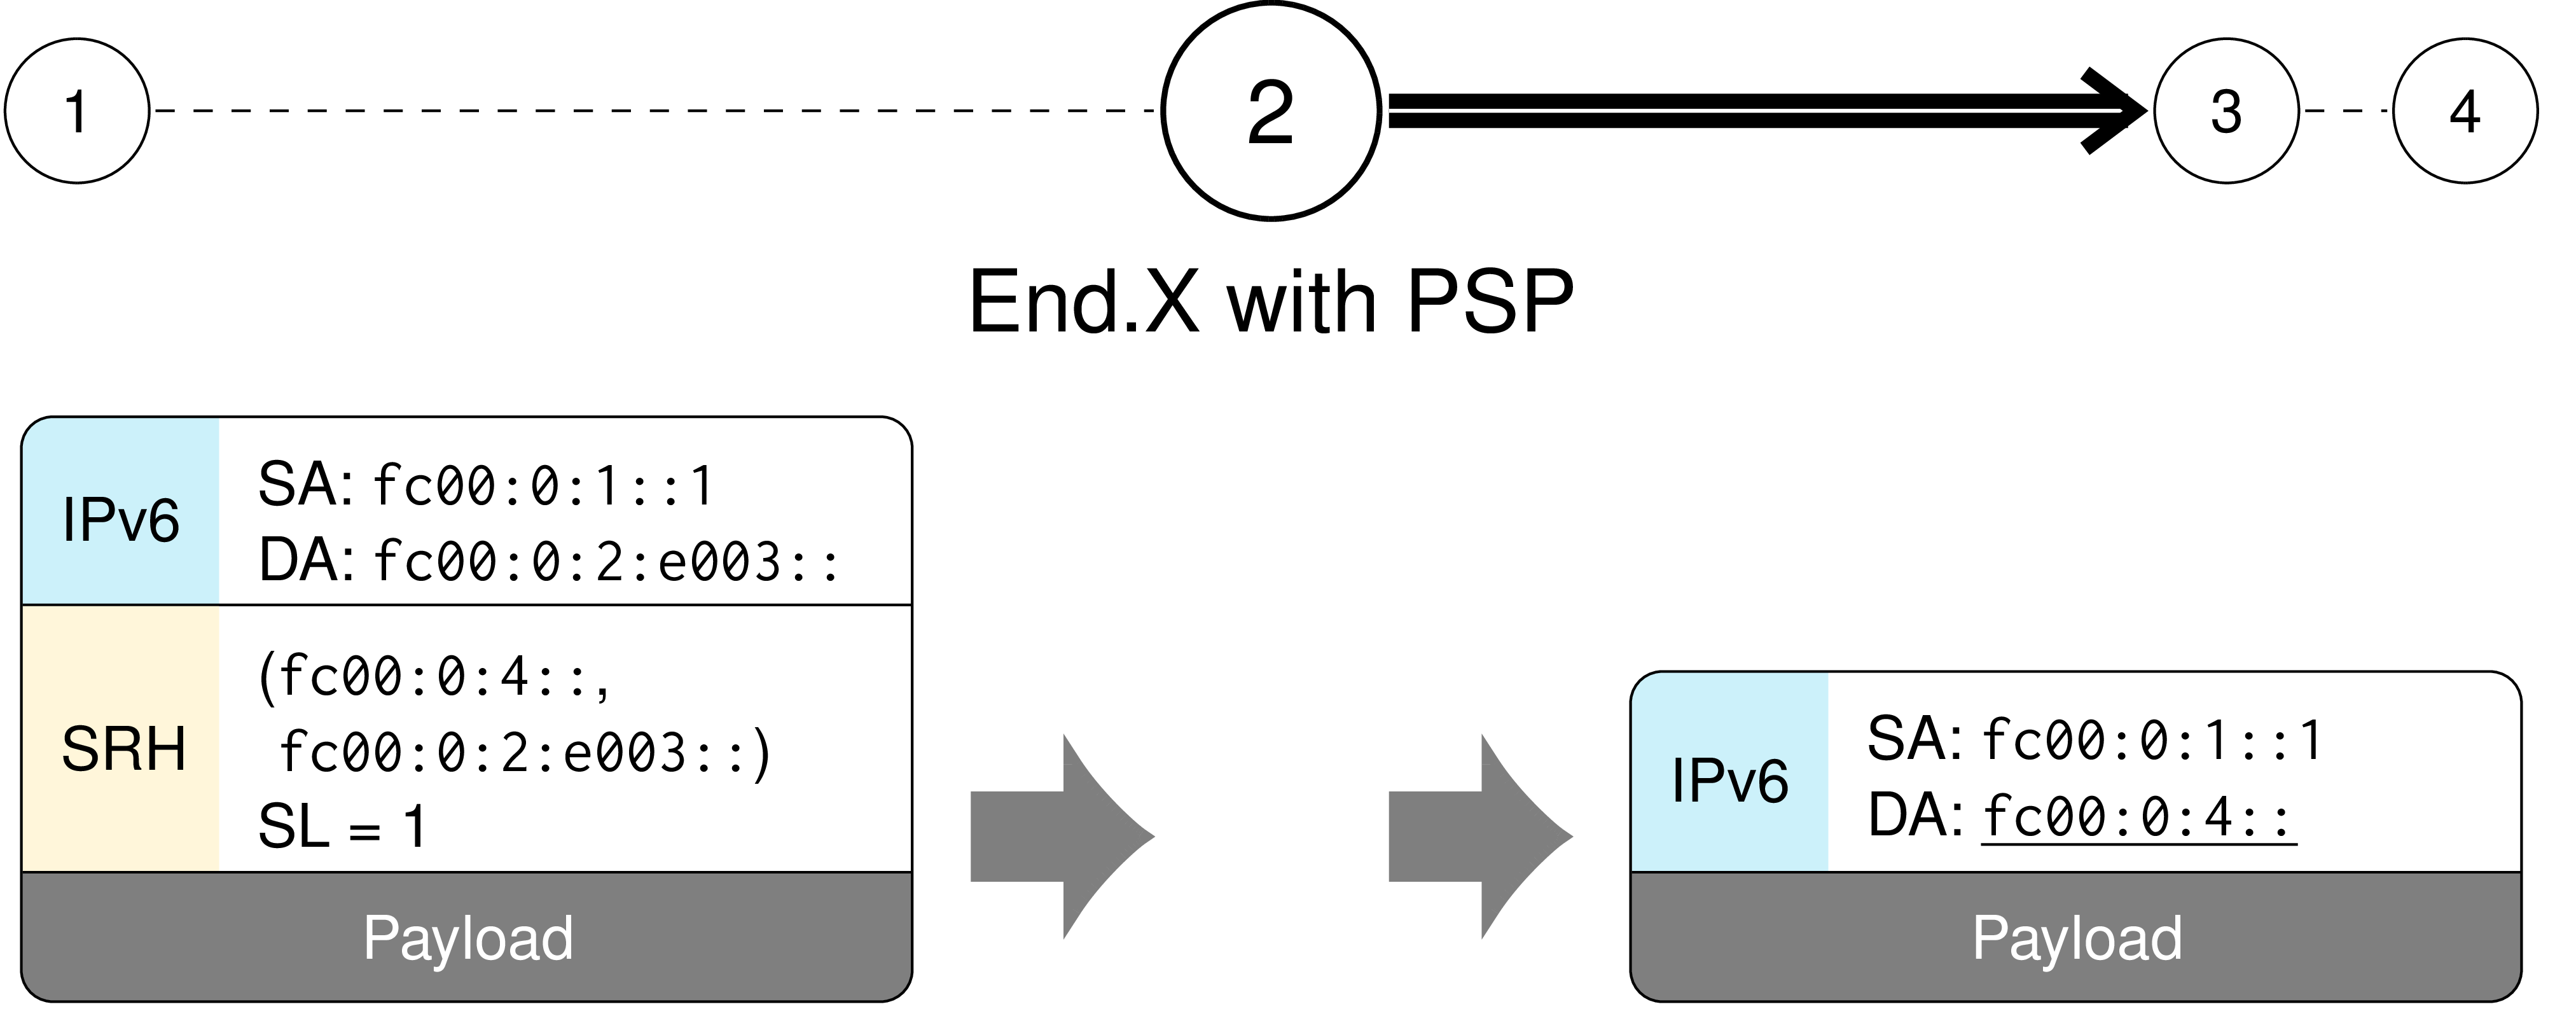 1
2
3
4
End.X with PSP
IPv6
SA: fc00:0:1::1
DA: fc00:0:2:e003::
SRH
(fc00:0:4::,
fc00:0:2:e003::)
SL = 1
Payload
IPv6
SA: fc00:0:1::1
DA: fc00:0:4::
Payload